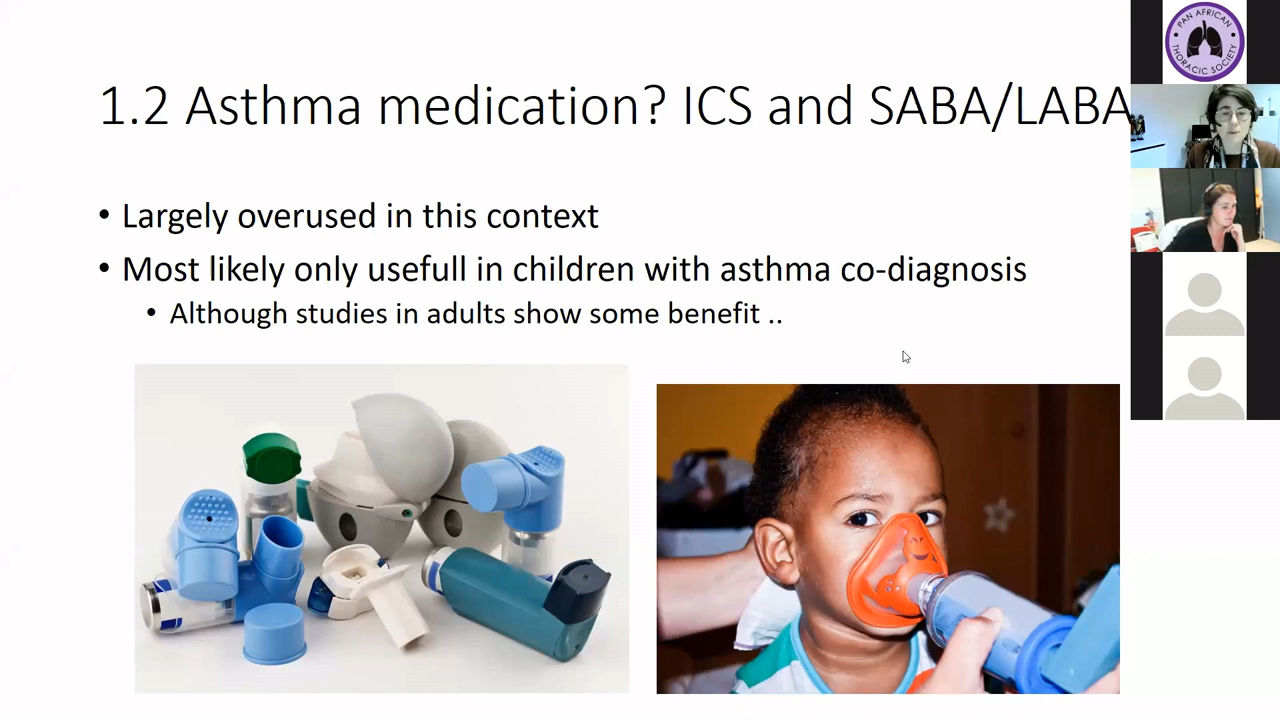 1.2 Asthma medication? ICS and SABA/LABA
• Largely overused in this context
• Most likely only usefull in children with asthma co-diagnosis
• Although studies in adults show some benefit ..
PAN AFRICAN
THORACIC SOCIETY